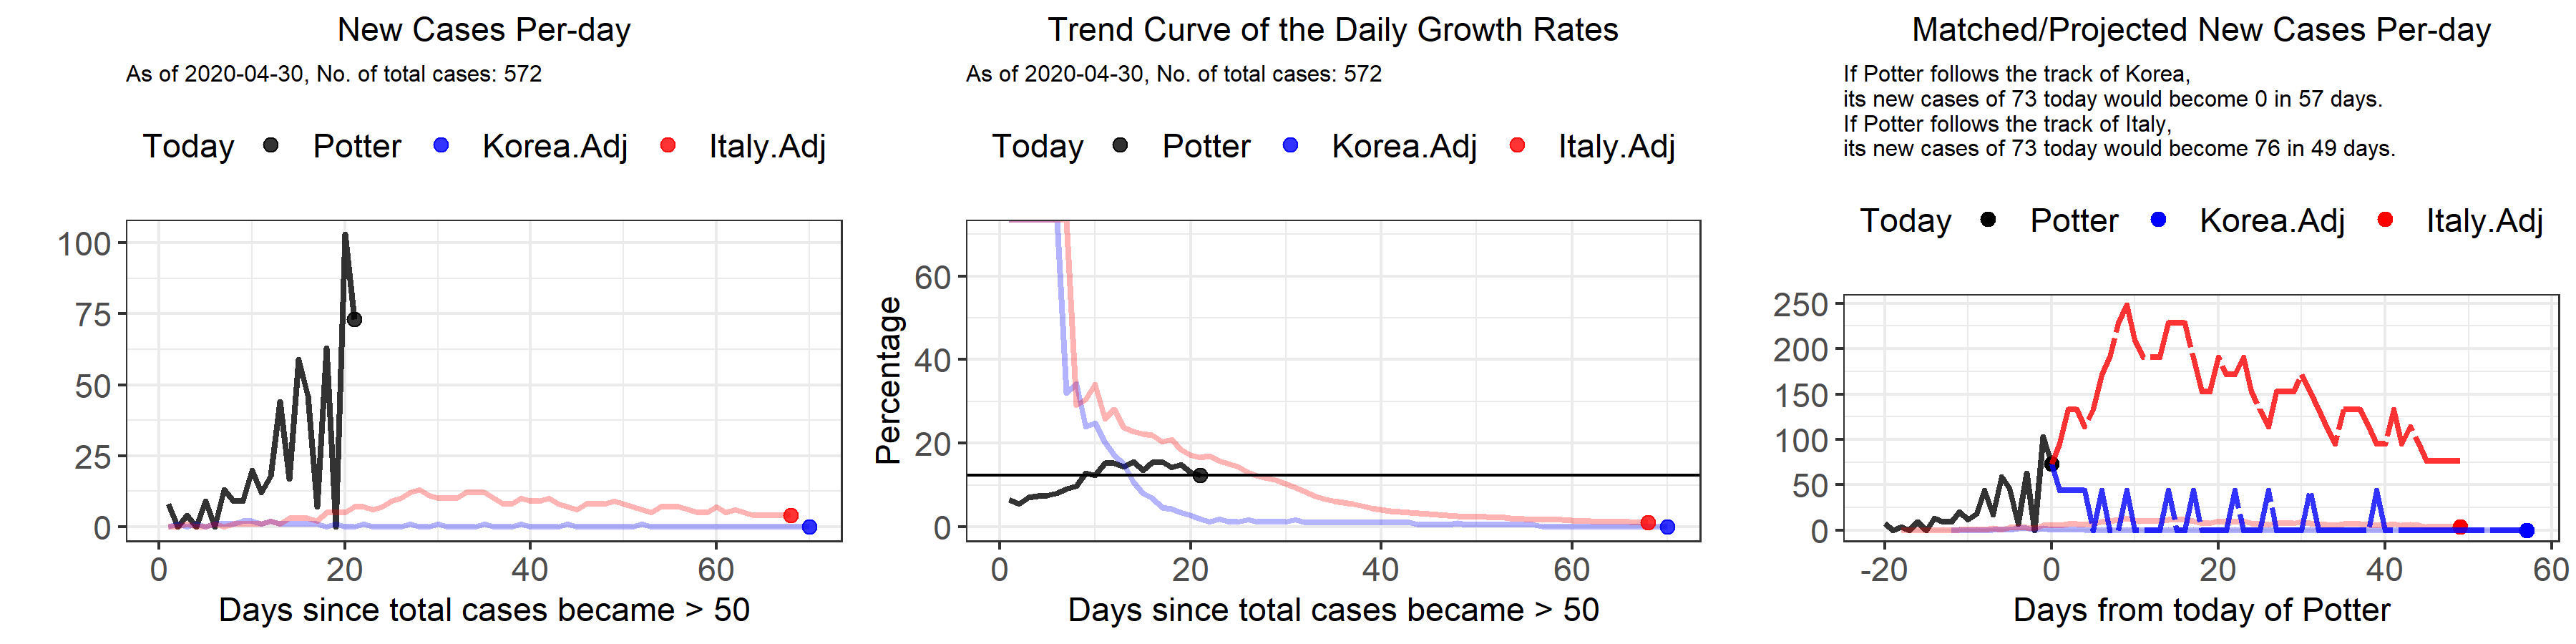 New Cases Per-day
As of 2020-04-30, No. of total cases: 572
Today Potter Korea.Adj Italy.Adj
100
75
50
25
0
0 20 40 60
Days since total cases became > 50
Trend Curve of the Daily Growth Rates
As of 2020-04-30, No. of total cases: 572
Today Potter Korea.Adj Italy.Adj
Percentage
60
40
20
0
0 20 40 60
Days since total cases became > 50
Matched/Projected New Cases Per-day
If Potter follows the track of Korea,
its new cases of 73 today would become 0 in 57 days.
If Potter follows the track of Italy,
its new cases of 73 today would become 76 in 49 days.
Today Potter Korea.Adj Italy.Adj
250
200
150
100
50
0
-20 0 20 40 60
Days from today of Potter